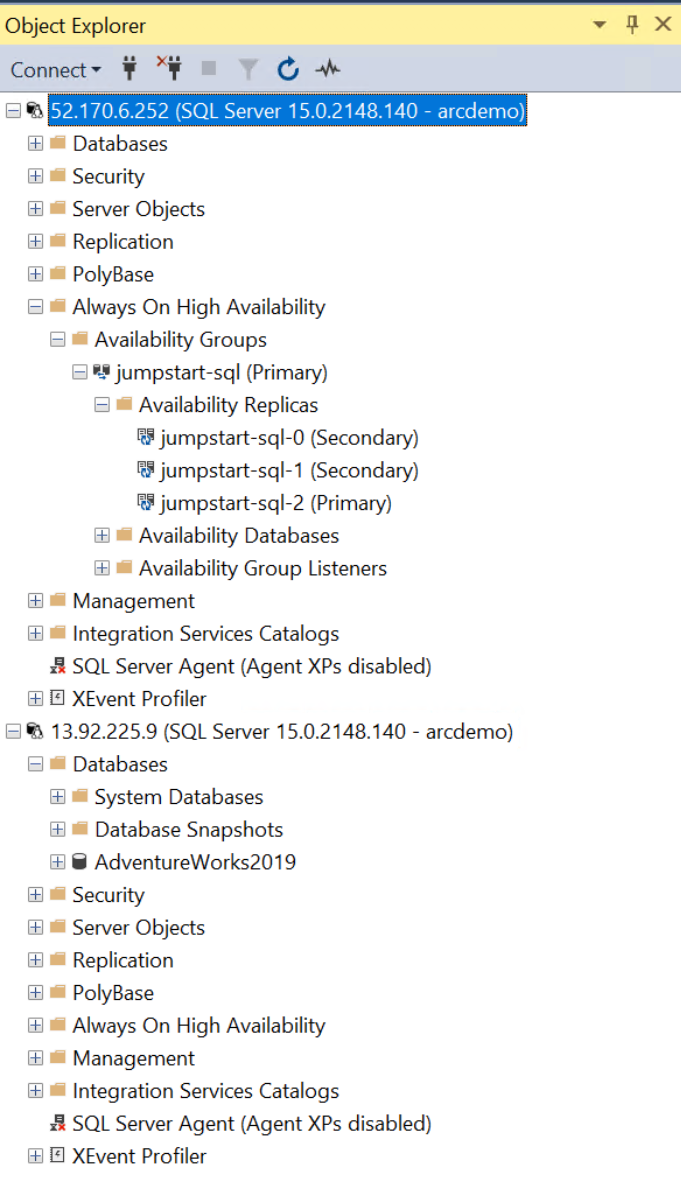 Object Explorer
Connect
52.170.6.252 (SQL Server 15.0.2148.140 - arcdemo)
Databases
Security
Server Objects
Replication
PolyBase
Always On High Availability
Availability Groups
jumpstart-sql (Primary)
Availability Replicas
jumpstart-sql-0 (Secondary)
jumpstart-sql-1 (Secondary)
jumpstart-sql-2 (Primary)
Availability Databases
Availability Group Listeners
Management
Integration Services Catalogs
SQL Server Agent (Agent XPs disabled)
XEvent Profiler
13.92.225.9 (SQL Server 15.0.2148.140 - arcdemo)
Databases
System Databases
Database Snapshots
AdventureWorks2019
Security
Server Objects
Replication
PolyBase
Always On High Availability
Management
Integration Services Catalogs
SQL Server Agent (Agent XPs disabled)
XEvent Profiler